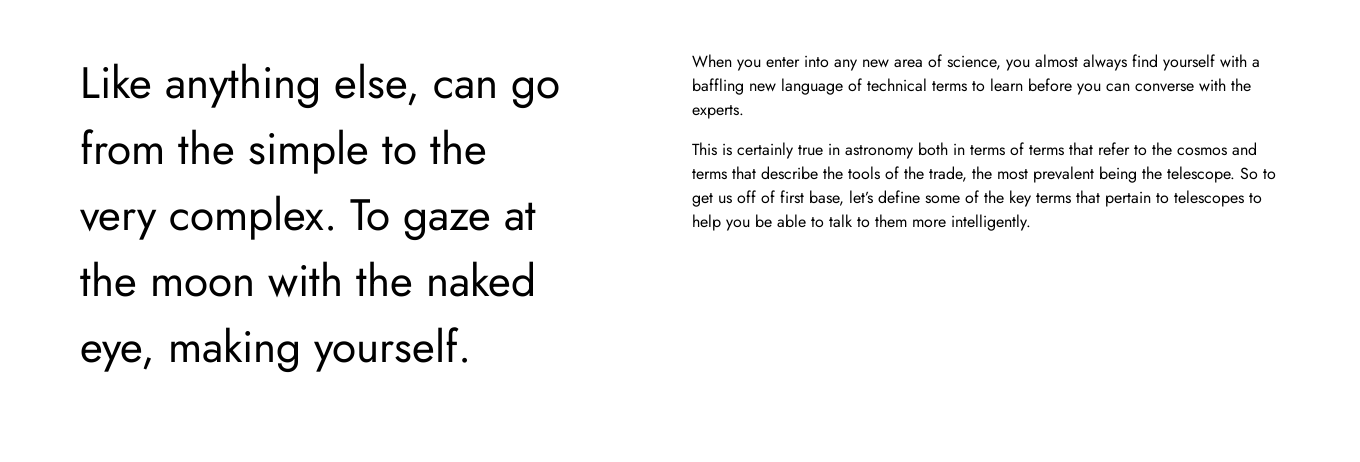 Like anything else, can go
from the simple to the
very complex. To gaze at
the moon with the naked
eye, making yourself.
When you enter into any new area of science, you almost always find yourself with a
baffling new language of technical terms to learn before you can converse with the
experts.
This is certainly true in astronomy both in terms of terms that refer to the cosmos and
terms that describe the tools of the trade, the most prevalent being the telescope. So to
get us off of first base, let’s define some of the key terms that pertain to telescopes to
help you be able to talk to them more intelligently.